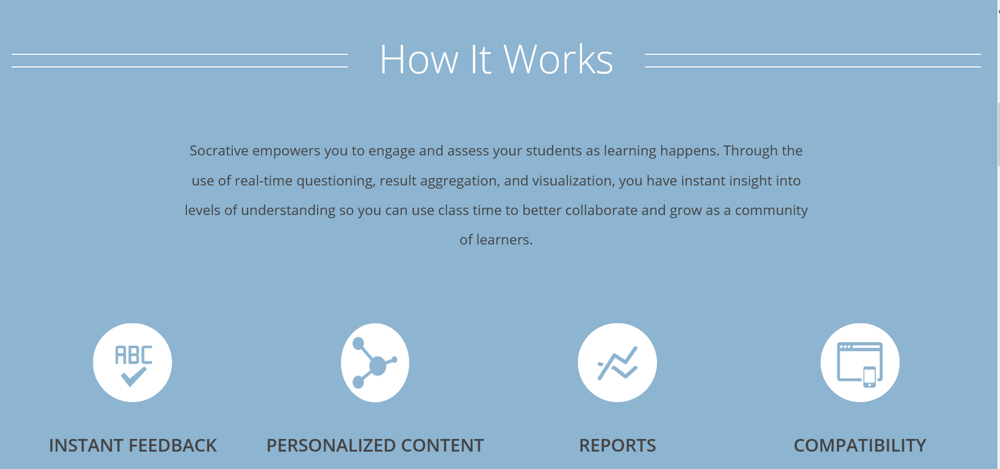 How It Works
Socrative empowers you to engage and assess your students as learning happens. Through the
use of real-time questioning, result aggregation, and visualization, you have instant insight into
levels of understanding so you can use class time to better collaborate and grow as a community
of learners.
ABC
INSTANT FEEDBACK
PERSONALIZED CONTENT
REPORTS
COMPATIBILITY